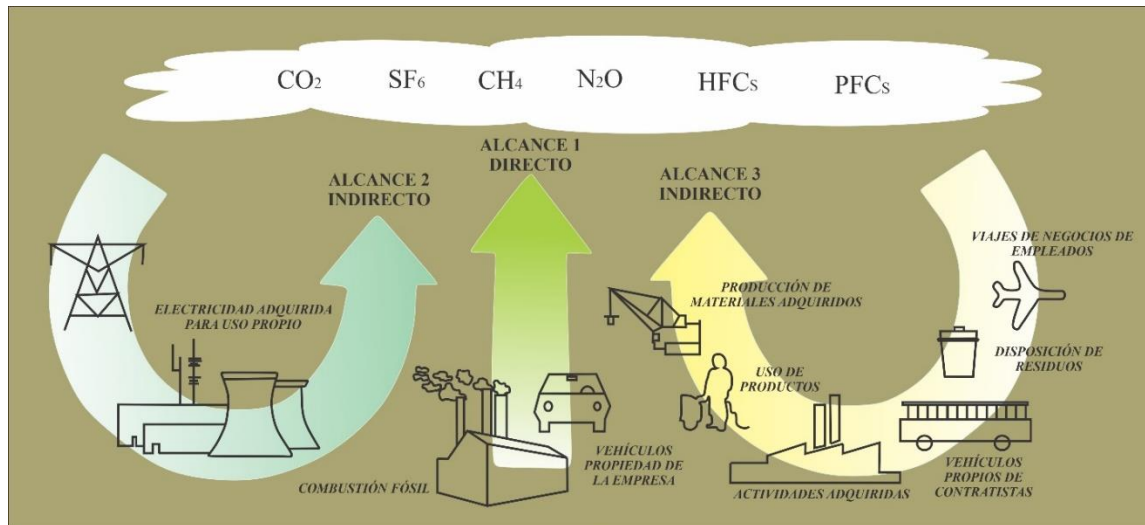 CO2 SF6 CH4 N2O HFCS PFCS
ALCANCE 1
DIRECTO
ALCANCE 2
INDIRECTO
ALCANCE 3
INDIRECTO
VIAJES DE NEGOCIOS DE
EMPLEADOS
ELECTRICIDAD ADQUIRIDA
PARA USO PROPIO
PRODUCCIÓN DE
MATERIALES ADQUIRIDOS
DISPOSICIÓN DE
RESIDUOS
USO DE
PRODUCTOS
COMBUSTIÓN FÓSIL
VEHÍCULOS
PROPIEDAD DE
LA EMPRESA
ACTIVIDADES ADQUIRIDAS
VEHÍCULOS
PROPIOS DE
CONTRATISTAS